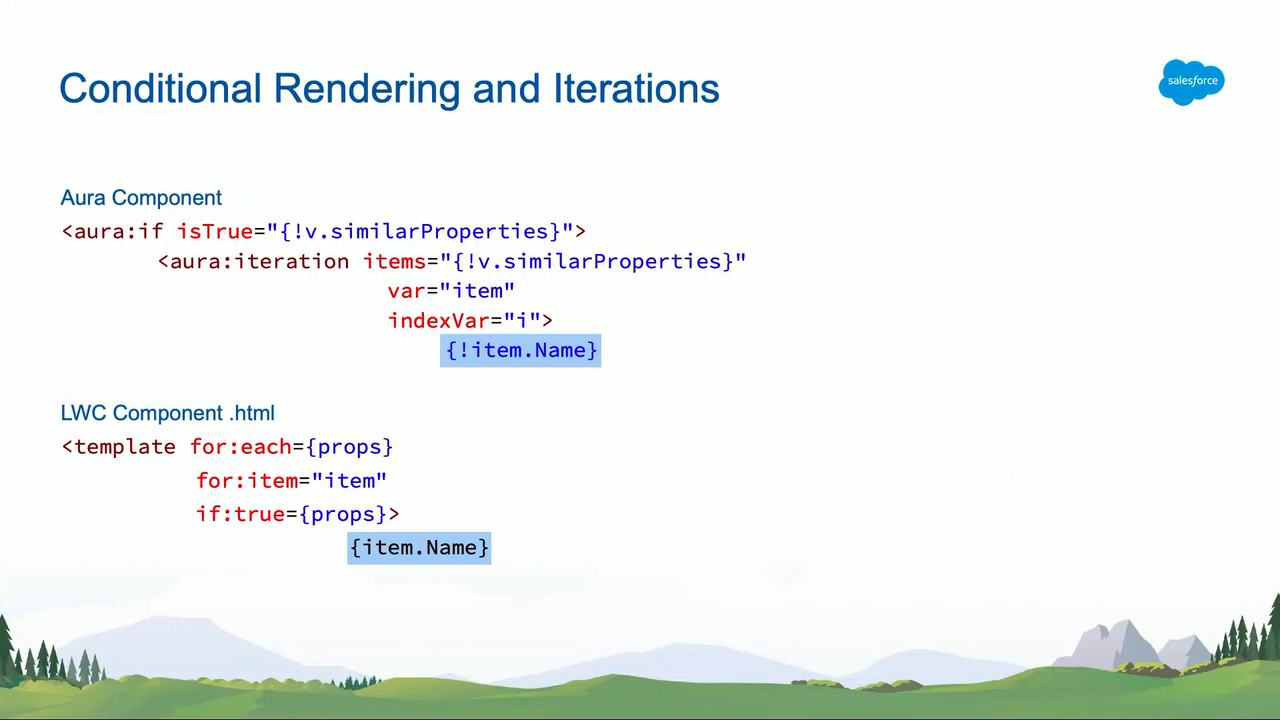 Conditional Rendering and Iterations
salesforce
Aura Component
<aura:if isTrue="{!v.similarProperties}">
<aura:iteration items="{!v.similarProperties}"
var="item"
indexVar="i">
{!item.Name}
LWC Component .html
<template for:each={props}
for:item="item"
if:true={props}>
{item.Name}